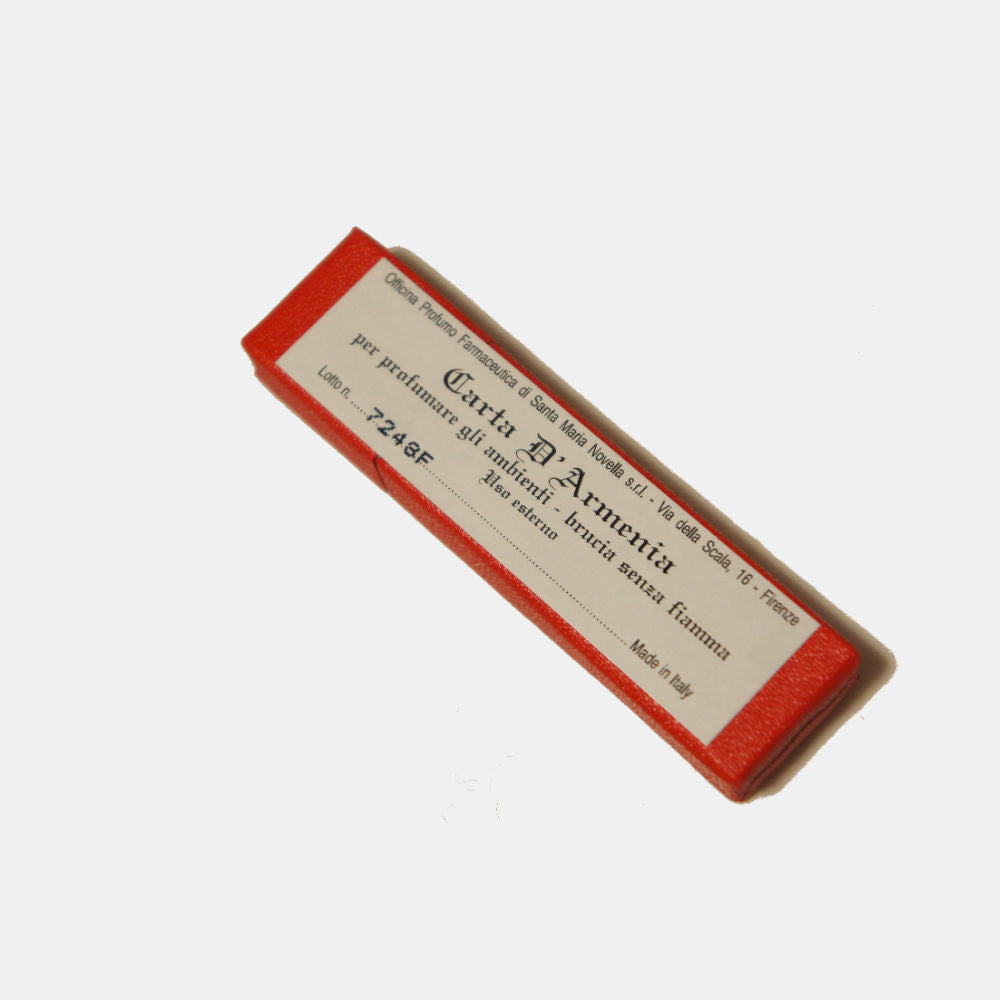 Officina Profumo Farmaceutica di Santa Maria Novella s.r.l. - Via della Scala, 16 - Firenze
Carta D'Armenia
per profumare gli ambienti - brucia senza fiamma
Uso esterno
Lotto n. 7248F Made in Italy